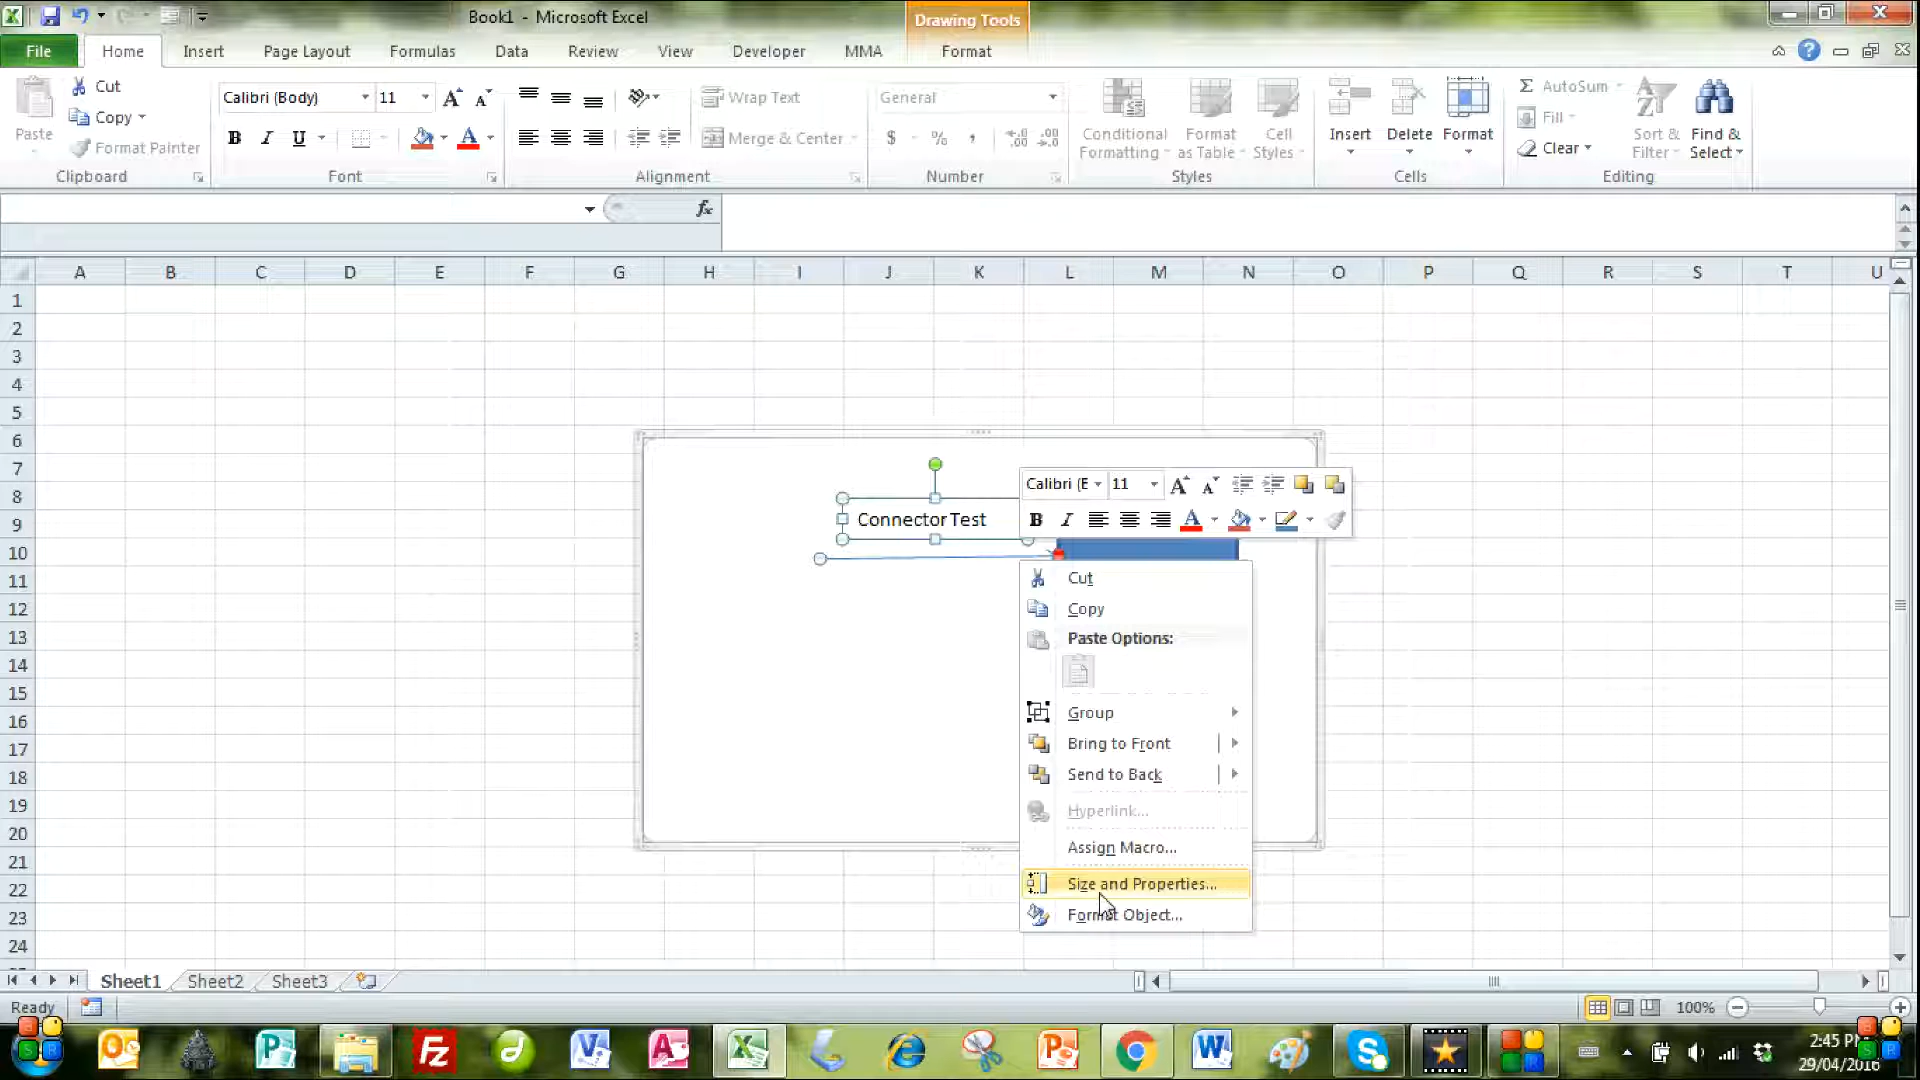 Book1 - Microsoft Excel
Drawing Tools
File Home Insert Page Layout Formulas Data Review View Developer MMA Format
Paste
Cut
Copy
Format Painter
Clipboard
Calibri (Body) 11
B I U
Font
Wrap Text
Merge & Center
Alignment
General
$ % ,
Number
Conditional Formatting
Format as Table
Cell Styles
Styles
Insert Delete Format
Cells
Σ AutoSum
Fill
Clear
Sort & Filter
Find & Select
Editing
fx
A B C D E F G H I J K L M N O P Q R S T U
1
2
3
4
5
6
7
8
9
10
11
12
13
14
15
16
17
18
19
20
21
22
23
24
Connector Test
Calibri (E 11
B I
Cut
Copy
Paste Options:
Group
Bring to Front
Send to Back
Hyperlink...
Assign Macro...
Size and Properties...
Format Object...
Sheet1 Sheet2 Sheet3
Ready
100%
2:45 PM
29/04/2016